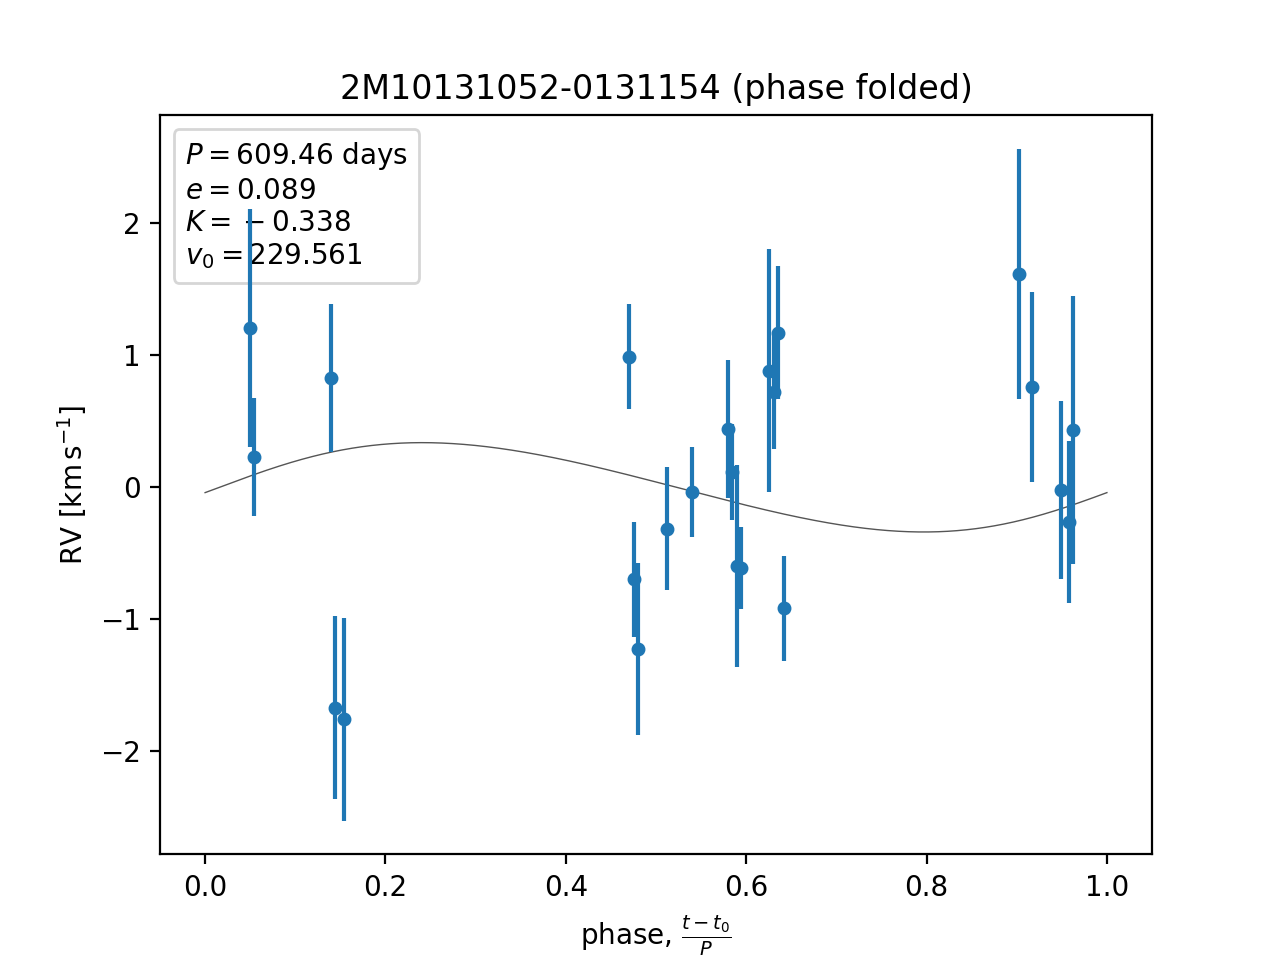 2M10131052-0131154 (phase folded)
P = 609.46 days
e = 0.089
K = − 0.338
v₀ = 229.561
2
1
0
−1
−2
RV [km s⁻¹]
0.0 0.2 0.4 0.6 0.8 1.0
phase, (t − t₀)/P